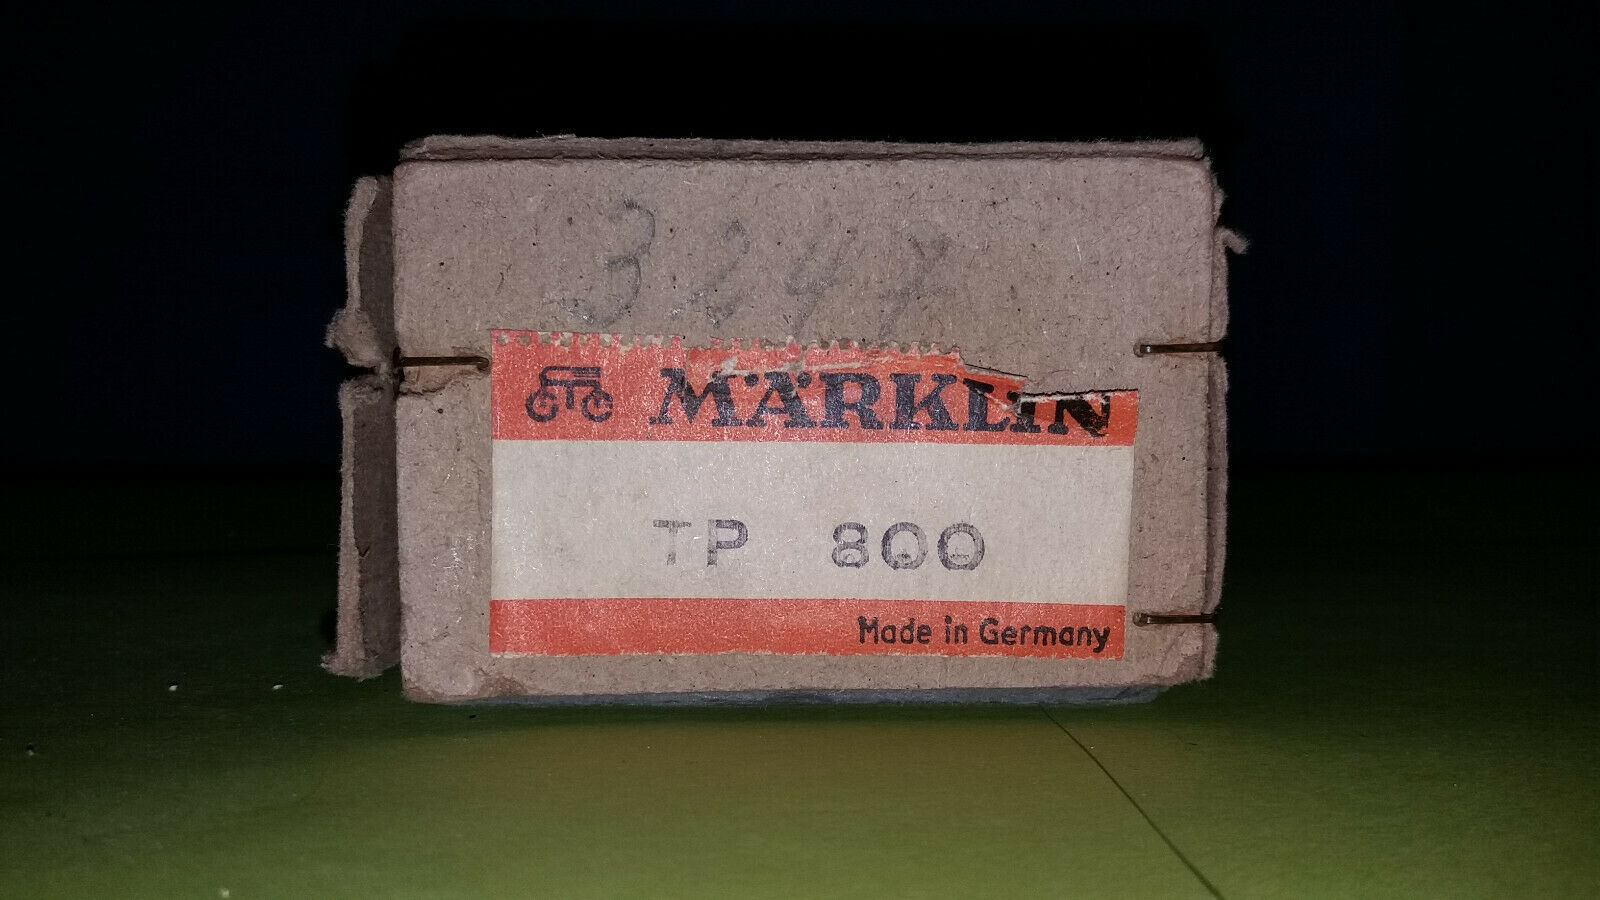 3247
MÄRKLIN
TP 800
Made in Germany